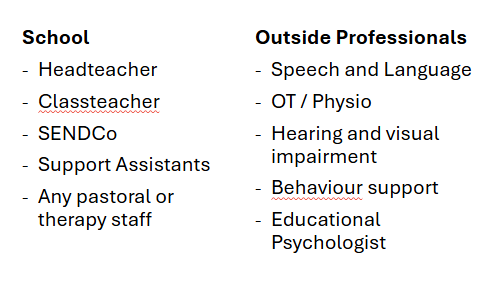 School
- Headteacher
- Classteacher
- SENDCo
- Support Assistants
- Any pastoral or
therapy staff
Outside Professionals
- Speech and Language
- OT / Physio
- Hearing and visual
impairment
- Behaviour support
- Educational
Psychologist